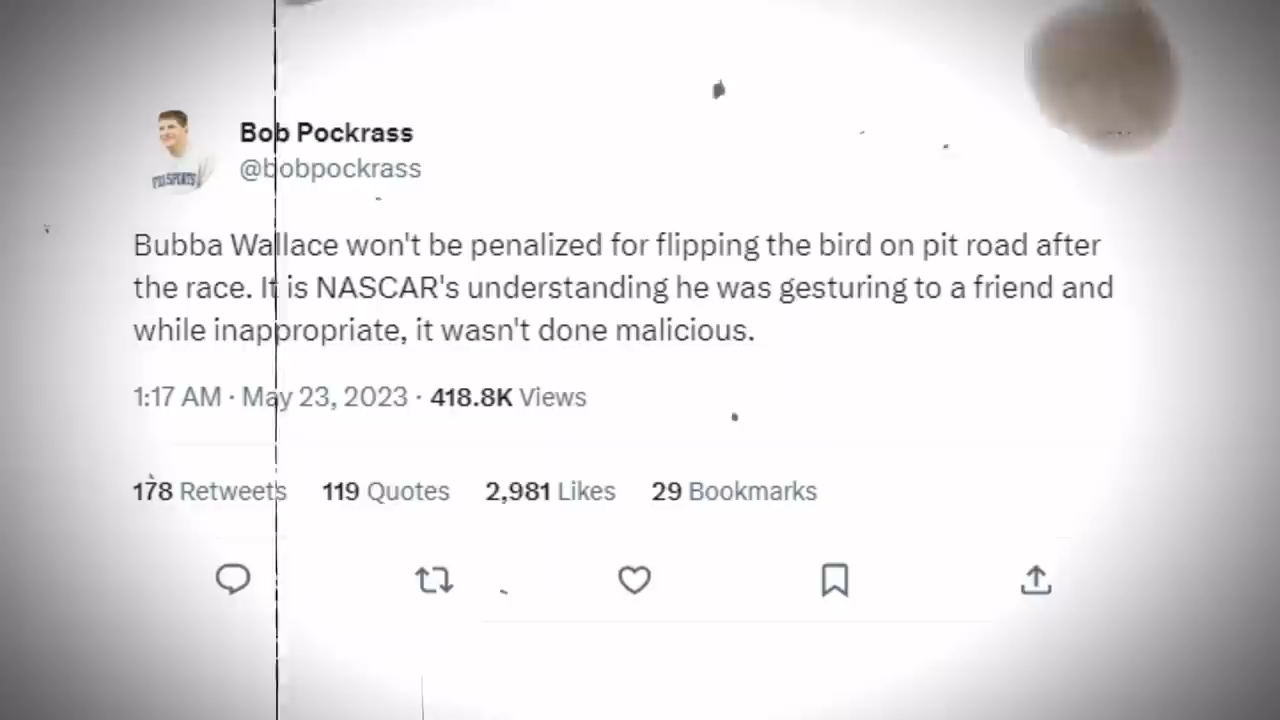 Bob Pockrass
@bobpockrass
Bubba Wallace won't be penalized for flipping the bird on pit road after
the race. It is NASCAR's understanding he was gesturing to a friend and
while inappropriate, it wasn't done malicious.
1:17 AM · May 23, 2023 · 418.8K Views
178 Retweets 119 Quotes 2,981 Likes 29 Bookmarks